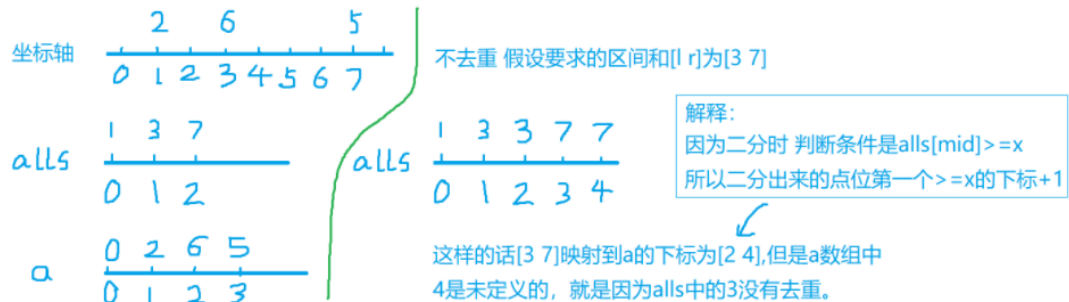 2 6 5
坐标轴
0 1 2 3 4 5 6 7
1 3 7
alls
0 1 2
0 2 6 5
a
0 1 2 3
不去重 假设要求的区间和[l r]为[3 7]
1 3 3 7 7
alls
0 1 2 3 4
解释：
因为二分时 判断条件是alls[mid]>=x
所以二分出来的点位第一个>=x的下标+1
这样的话[3 7]映射到a的下标为[2 4],但是a数组中
4是未定义的，就是因为alls中的3没有去重。